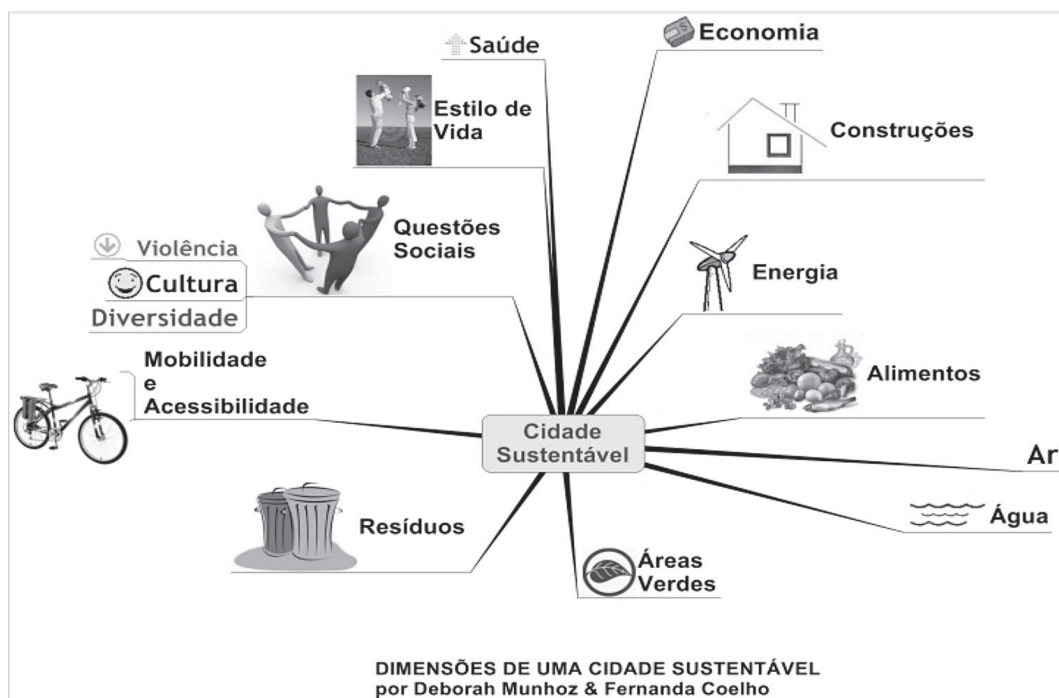 Saúde
Economia
Estilo de
Vida
Construções
Questões
Sociais
Violência
Cultura
Diversidade
Energia
Mobilidade
e
Acessibilidade
Alimentos
Cidade
Sustentável
Ar
Água
Resíduos
Áreas
Verdes
DIMENSÕES DE UMA CIDADE SUSTENTÁVEL
por Deborah Munhoz & Fernanda Coelho